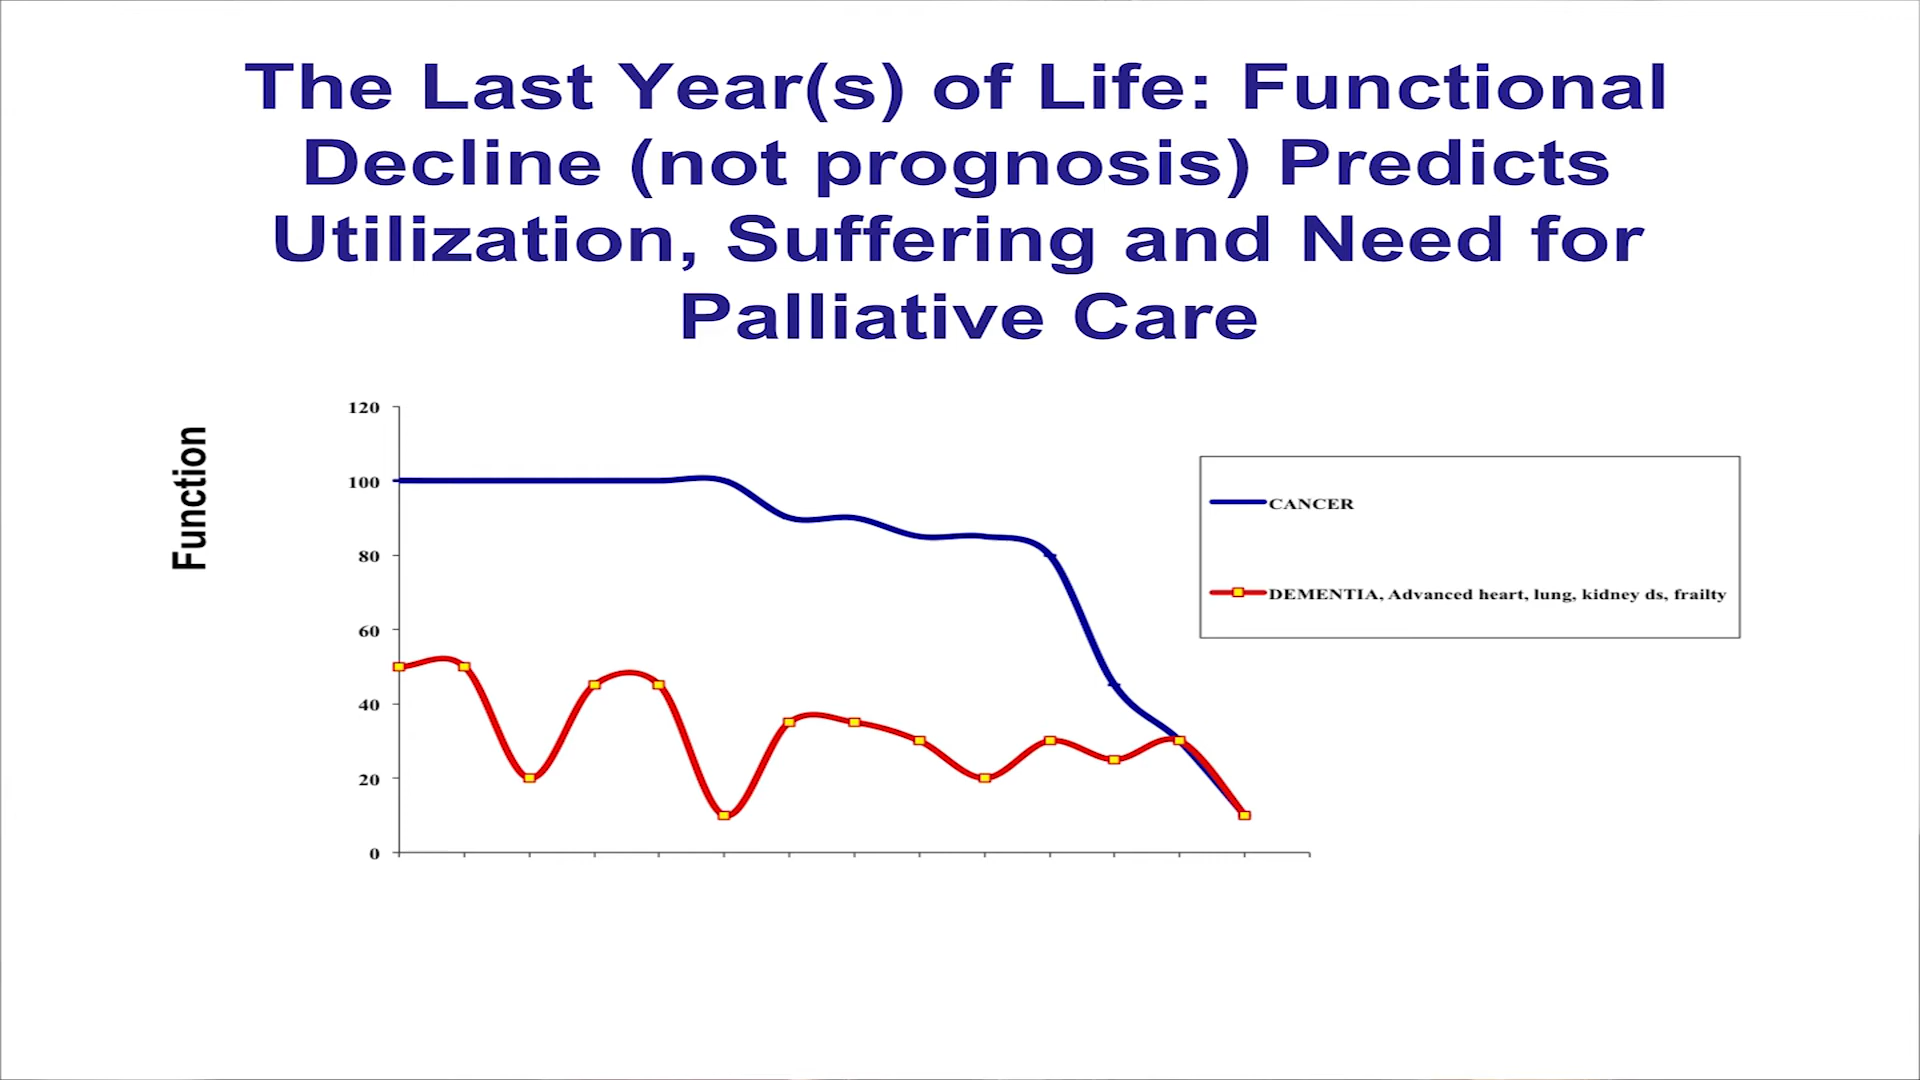 The Last Year(s) of Life: Functional
Decline (not prognosis) Predicts
Utilization, Suffering and Need for
Palliative Care
Function
120
100
80
60
40
20
0
CANCER
DEMENTIA, Advanced heart, lung, kidney ds, frailty